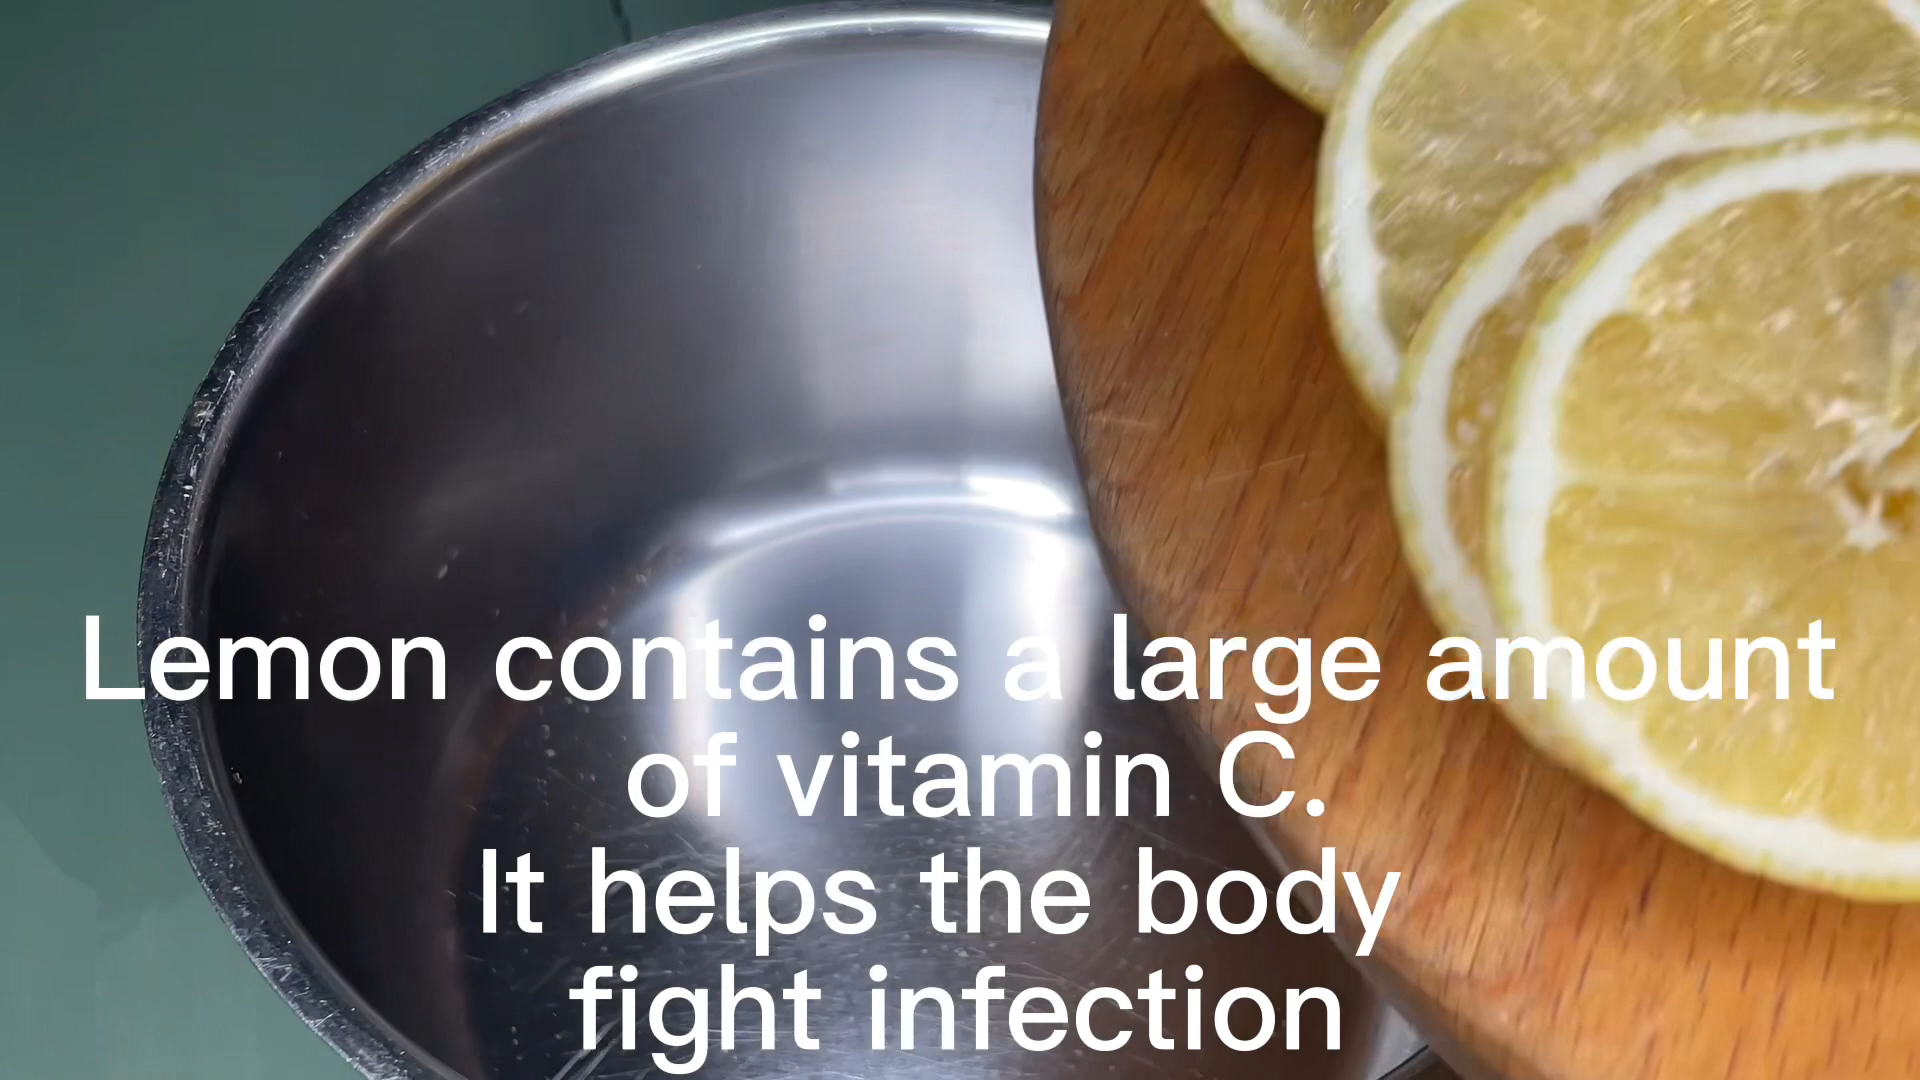 Lemon contains a large amount
of vitamin C.
It helps the body
fight infection